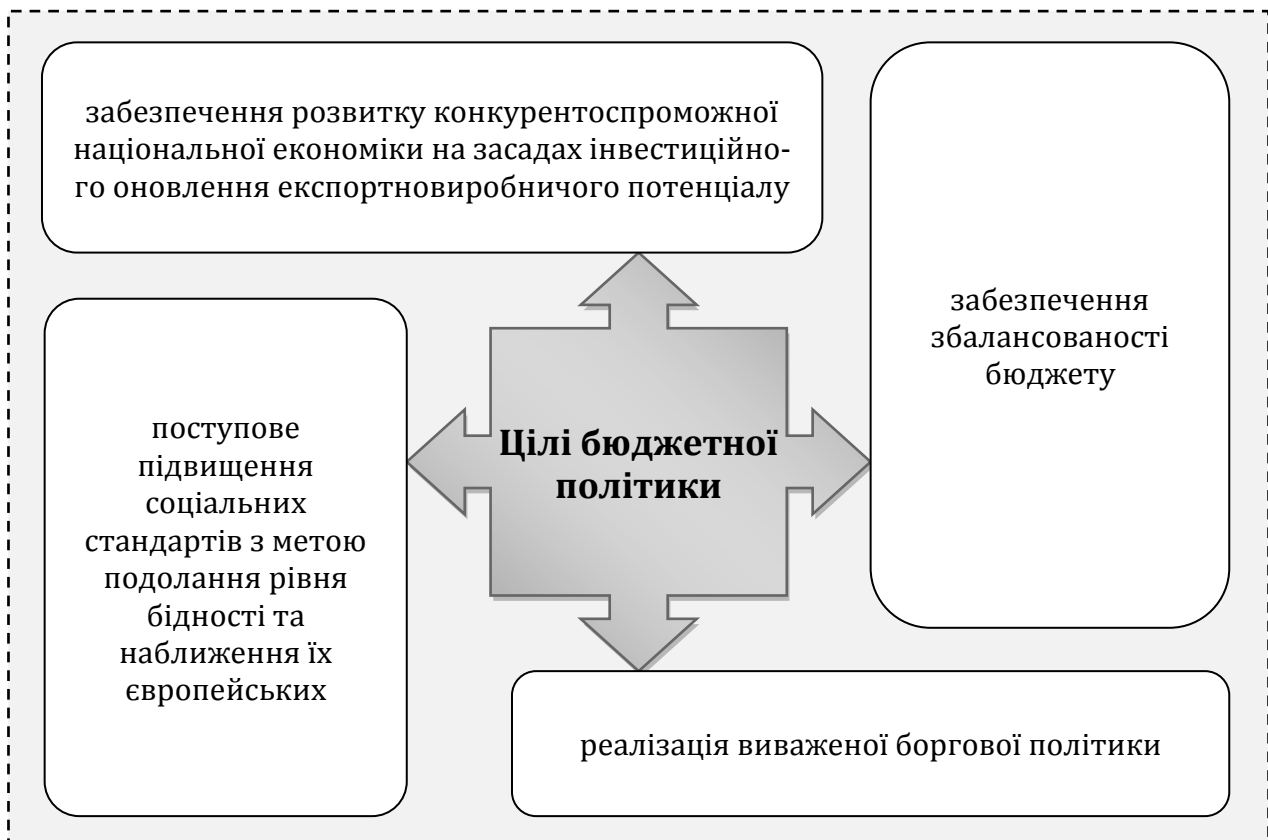 забезпечення розвитку конкурентоспроможної
національної економіки на засадах інвестиційно-
го оновлення експортновиробничого потенціалу
забезпечення
збалансованості
бюджету
поступове
підвищення
соціальних
стандартів з метою
подолання рівня
бідності та
наближення їх
європейських
Цілі бюджетної
політики
реалізація виваженої боргової політики